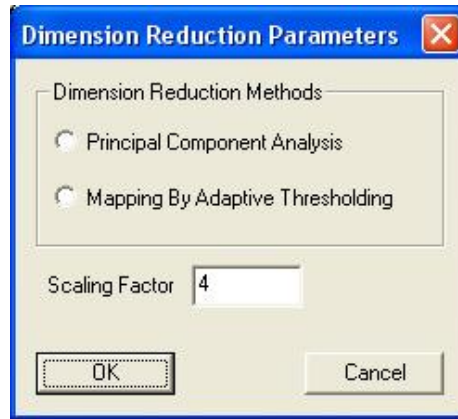 Dimension Reduction Parameters
Dimension Reduction Methods
Principal Component Analysis
Mapping By Adaptive Thresholding
Scaling Factor 4
OK Cancel